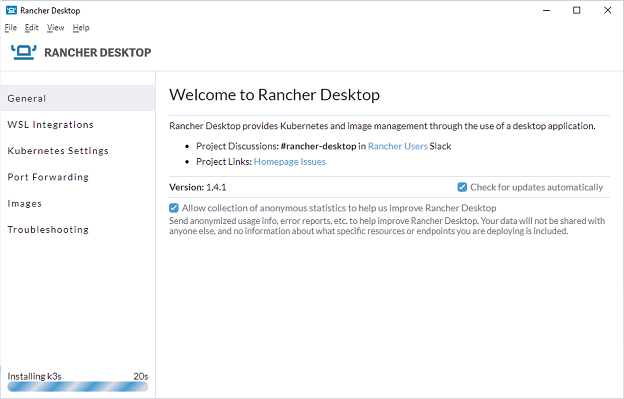 Rancher Desktop
File Edit View Help
RANCHER DESKTOP
General
WSL Integrations
Kubernetes Settings
Port Forwarding
Images
Troubleshooting
Welcome to Rancher Desktop
Rancher Desktop provides Kubernetes and image management through the use of a desktop application.
• Project Discussions: #rancher-desktop in Rancher Users Slack
• Project Links: Homepage Issues
Version: 1.4.1
Check for updates automatically
Allow collection of anonymous statistics to help us improve Rancher Desktop
Send anonymized usage info, error reports, etc. to help improve Rancher Desktop. Your data will not be shared with
anyone else, and no information about what specific resources or endpoints you are deploying is included.
Installing k3s 20s